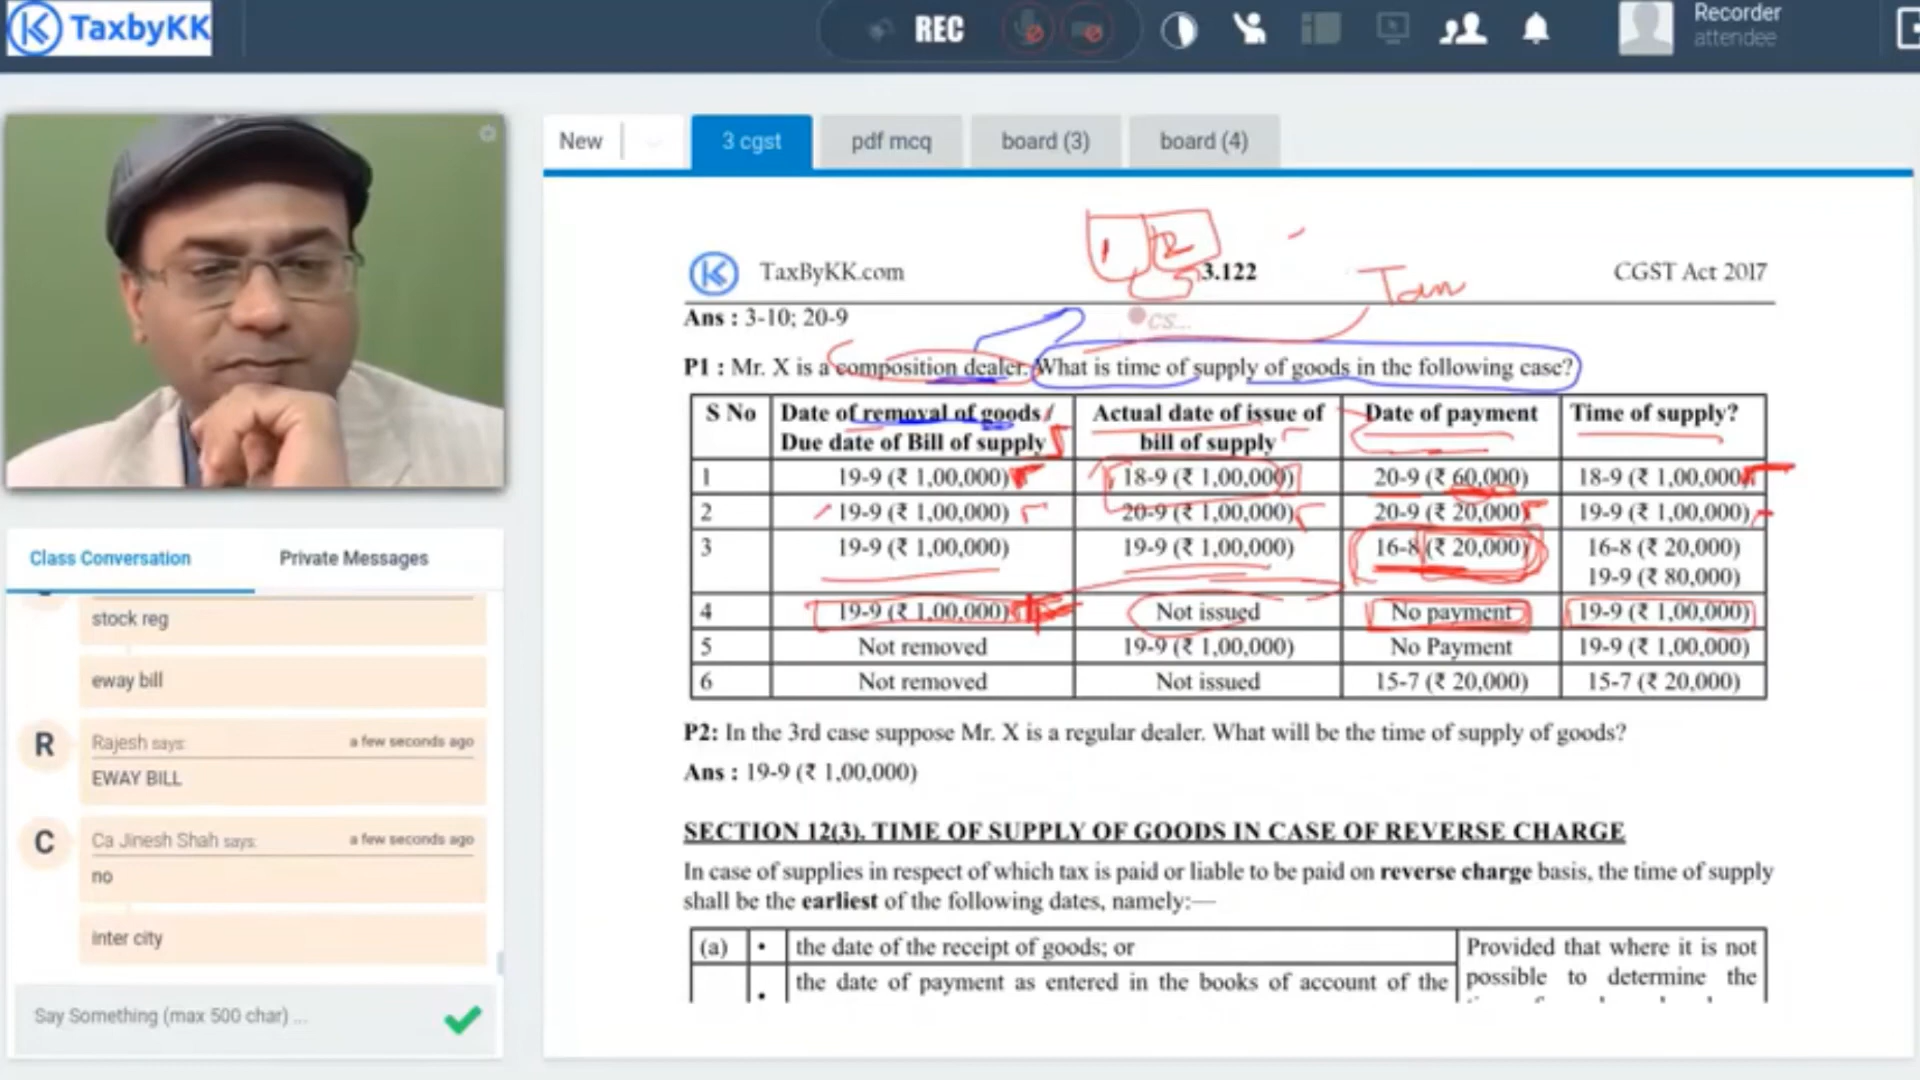 TaxbyKK
REC
Recorder
attendee
New
3 cgst
pdf mcq
board (3)
board (4)
Class Conversation
Private Messages
stock reg
eway bill
R
Rajesh says:
a few seconds ago
EWAY BILL
C
Ca Jinesh Shah says:
a few seconds ago
no
inter city
Say Something (max 500 char) ...
1
2
TaxByKK.com
3.122
CGST Act 2017
Ans : 3-10; 20-9
CS...
P1 : Mr. X is a composition dealer. What is time of supply of goods in the following case?
S No
Date of removal of goods/
Due date of Bill of supply
Actual date of issue of
bill of supply
Date of payment
Time of supply?
1 19-9 (₹ 1,00,000) 18-9 (₹ 1,00,000) 20-9 (₹ 60,000) 18-9 (₹ 1,00,000)
2 19-9 (₹ 1,00,000) 20-9 (₹ 1,00,000) 20-9 (₹ 20,000) 19-9 (₹ 1,00,000)
3 19-9 (₹ 1,00,000) 19-9 (₹ 1,00,000) 16-8 (₹ 20,000) 16-8 (₹ 20,000)
19-9 (₹ 80,000)
4 19-9 (₹ 1,00,000) Not issued No payment 19-9 (₹ 1,00,000)
5 Not removed 19-9 (₹ 1,00,000) No Payment 19-9 (₹ 1,00,000)
6 Not removed Not issued 15-7 (₹ 20,000) 15-7 (₹ 20,000)
P2: In the 3rd case suppose Mr. X is a regular dealer. What will be the time of supply of goods?
Ans : 19-9 (₹ 1,00,000)
SECTION 12(3). TIME OF SUPPLY OF GOODS IN CASE OF REVERSE CHARGE
In case of supplies in respect of which tax is paid or liable to be paid on reverse charge basis, the time of supply
shall be the earliest of the following dates, namely:—
(a) • the date of the receipt of goods; or
• the date of payment as entered in the books of account of the
Provided that where it is not
possible to determine the